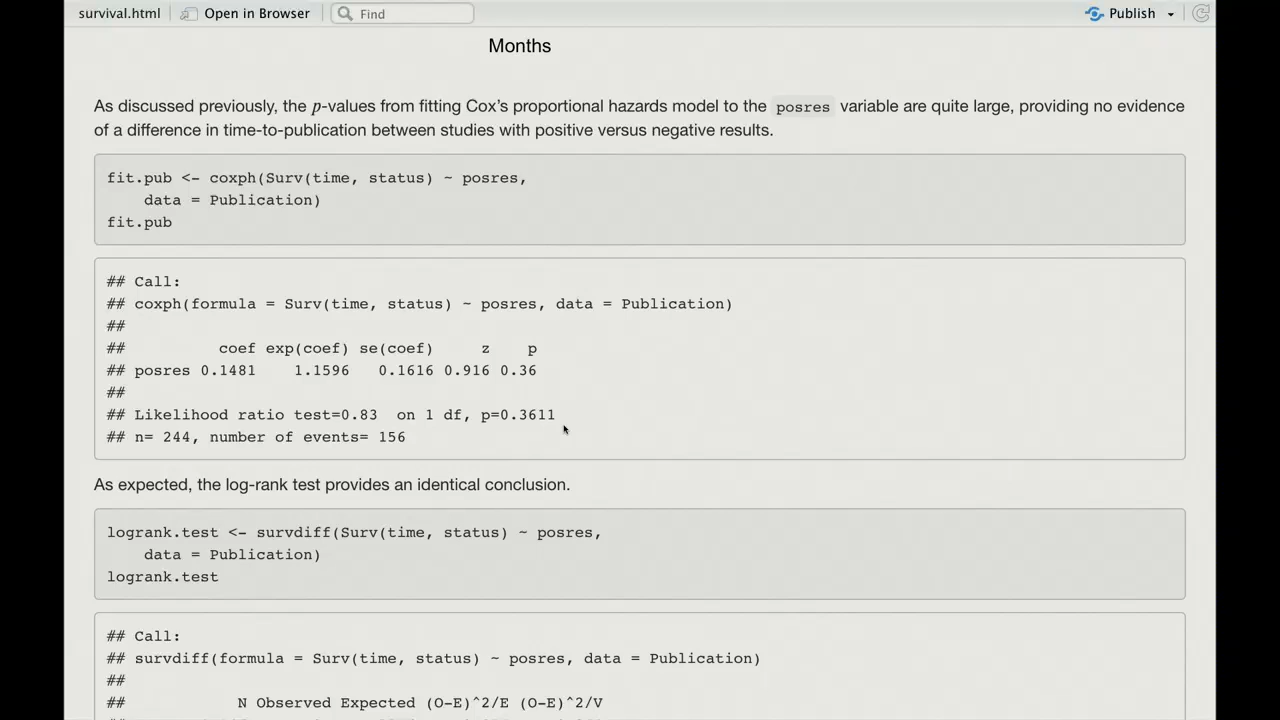 survival.html Open in Browser Find Publish
Months
As discussed previously, the p-values from fitting Cox's proportional hazards model to the posres variable are quite large, providing no evidence
of a difference in time-to-publication between studies with positive versus negative results.
fit.pub <- coxph(Surv(time, status) ~ posres,
    data = Publication)
fit.pub
## Call:
## coxph(formula = Surv(time, status) ~ posres, data = Publication)
##
##          coef exp(coef) se(coef)     z    p
## posres 0.1481    1.1596   0.1616 0.916 0.36
##
## Likelihood ratio test=0.83  on 1 df, p=0.3611
## n= 244, number of events= 156
As expected, the log-rank test provides an identical conclusion.
logrank.test <- survdiff(Surv(time, status) ~ posres,
    data = Publication)
logrank.test
## Call:
## survdiff(formula = Surv(time, status) ~ posres, data = Publication)
##
##            N Observed Expected (O-E)^2/E (O-E)^2/V